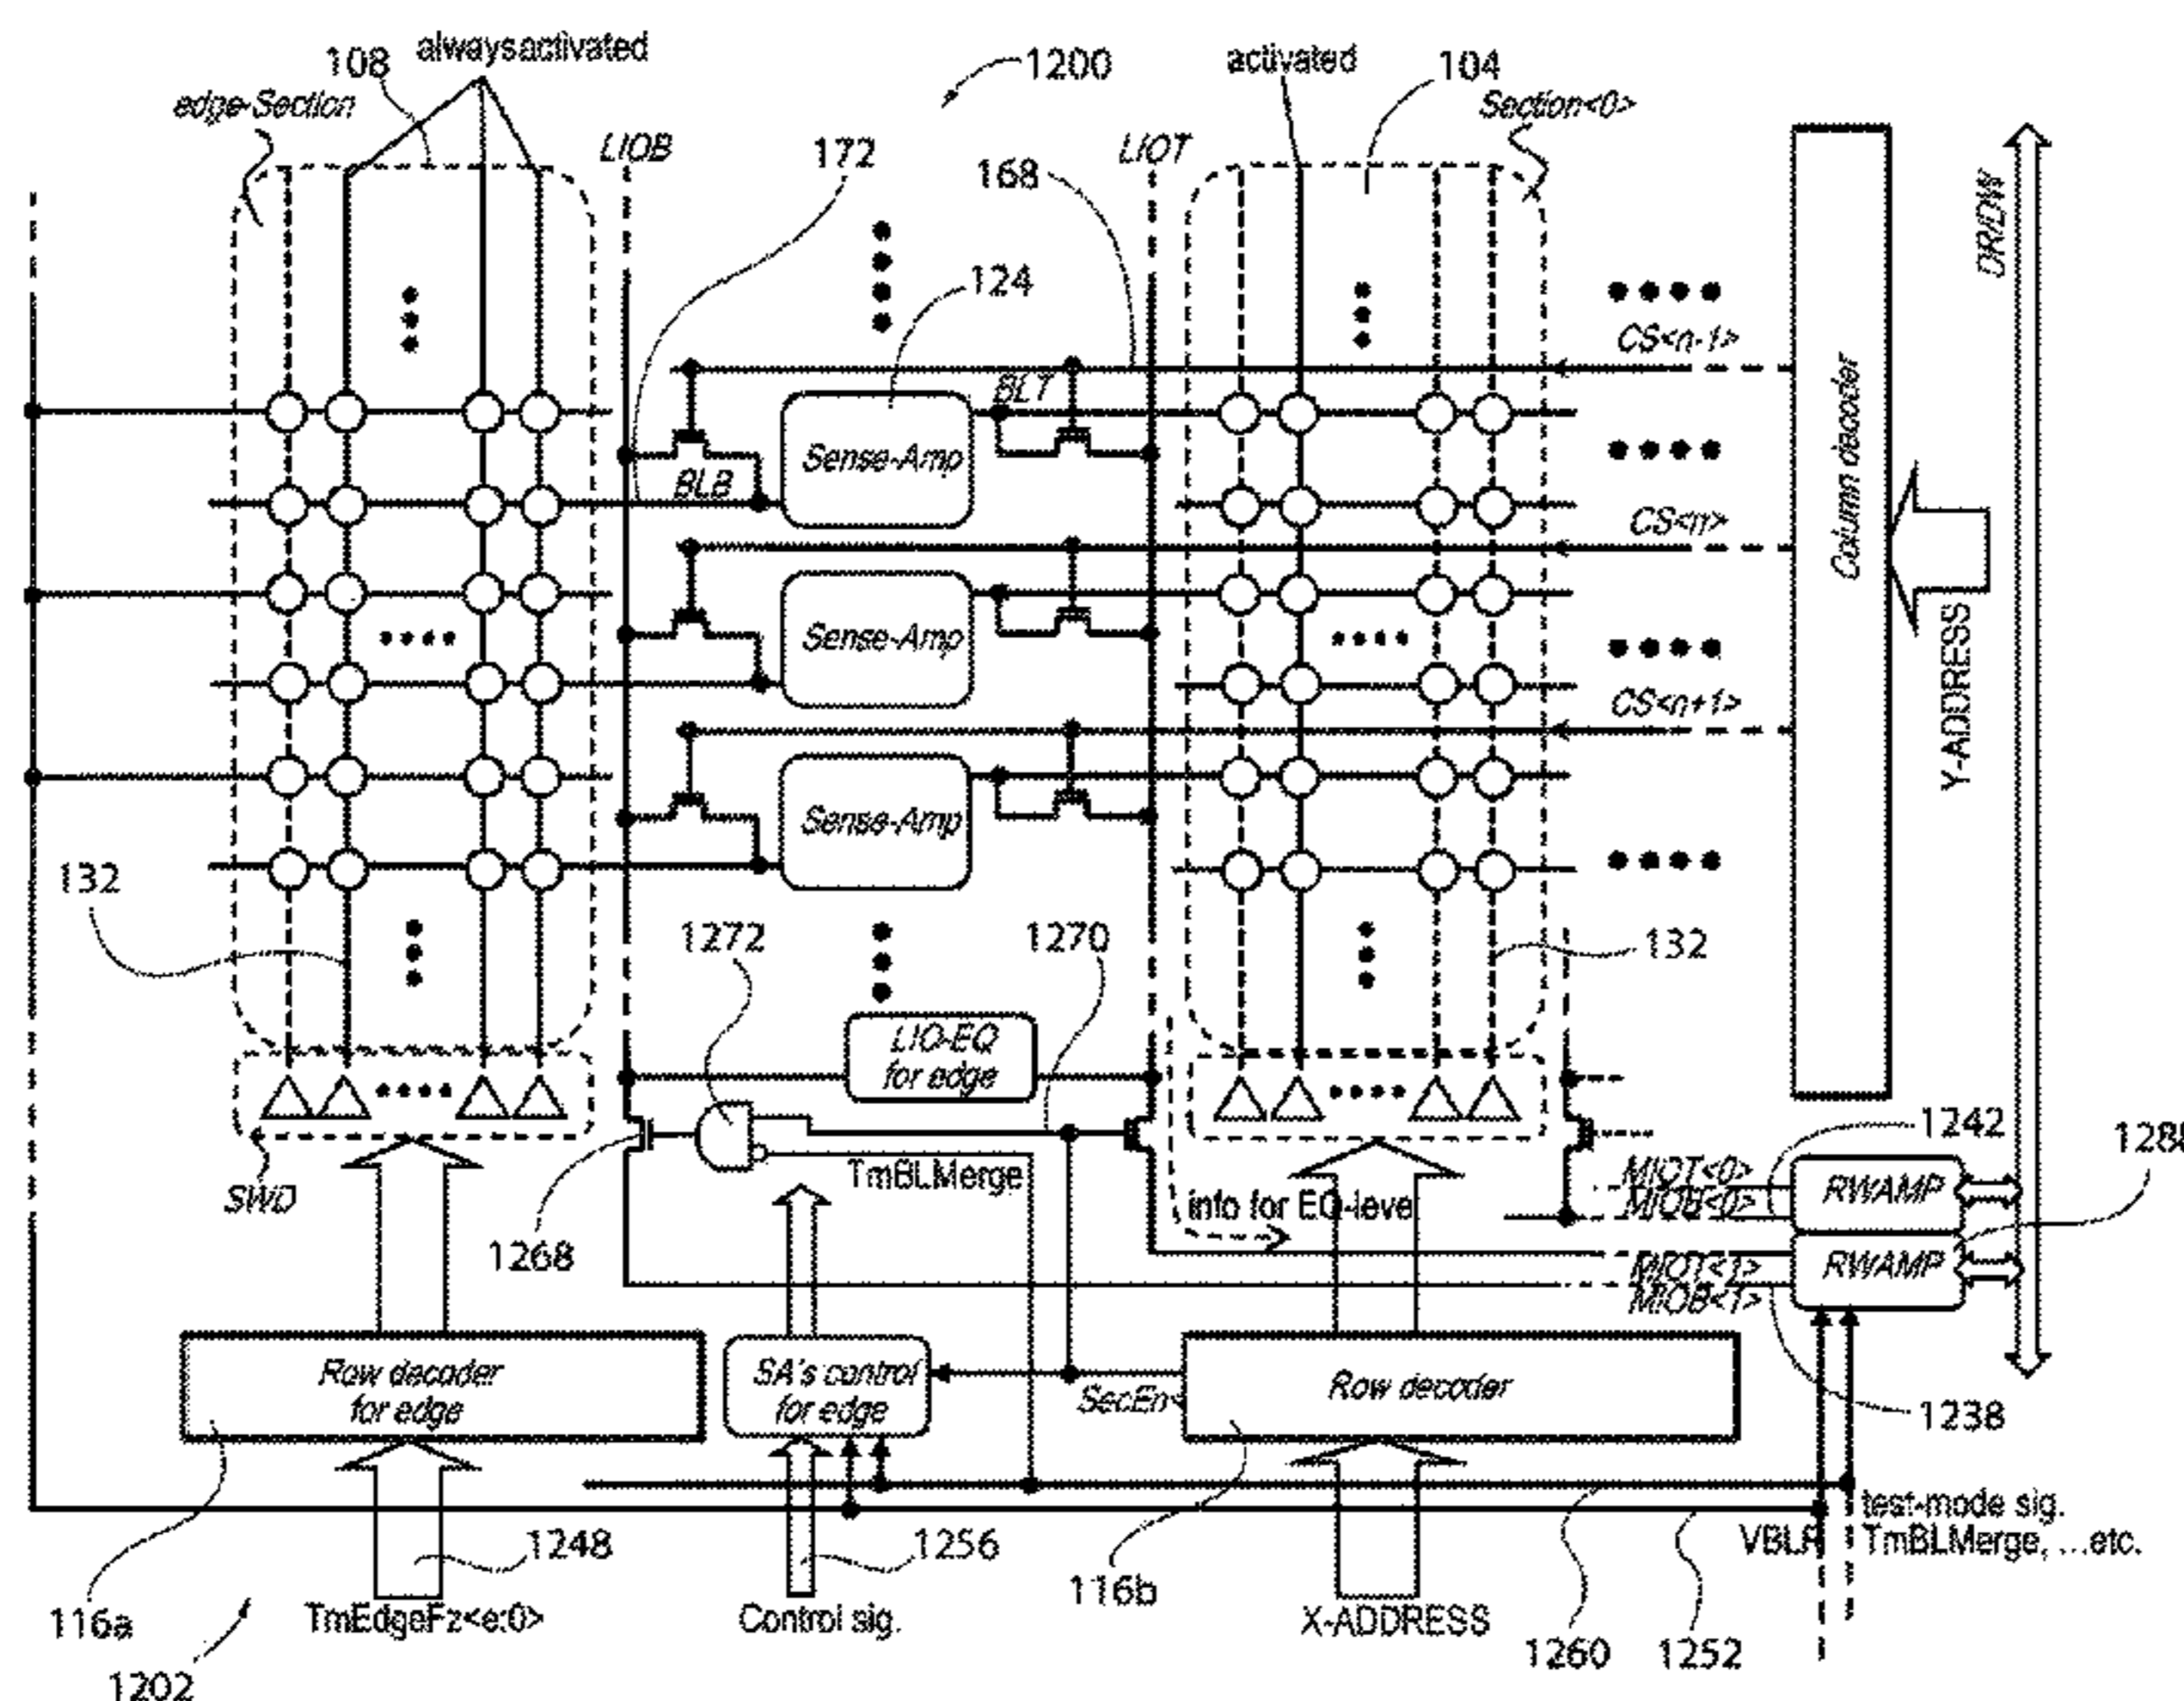 108
alwaysactivated
1200
activated
104
edge-Section
Section<0>
LIOB
172
LIOT
168
DR/DW
124
CS<n-1>
BLT
Column decoder
Sense-Amp
BLB
CS<n>
Sense-Amp
Y-ADDRESS
CS<n+1>
Sense-Amp
132
1272
1270
132
LIO-EQ
for edge
1242
1288
TmBLMerge
SWD
info for EQ-level
MIOT<0>
MIOB<0>
RWAMP
1268
MIOT<1>
MIOB<1>
RWAMP
Row decoder
for edge
SA's control
for edge
SecEn
Row decoder
1238
1248
1256
VBLR
test-mode sig.
TmBLMerge, ...etc.
116a
TmEdgeFz<e:0>
Control sig.
116b
X-ADDRESS
1260
1252
1202